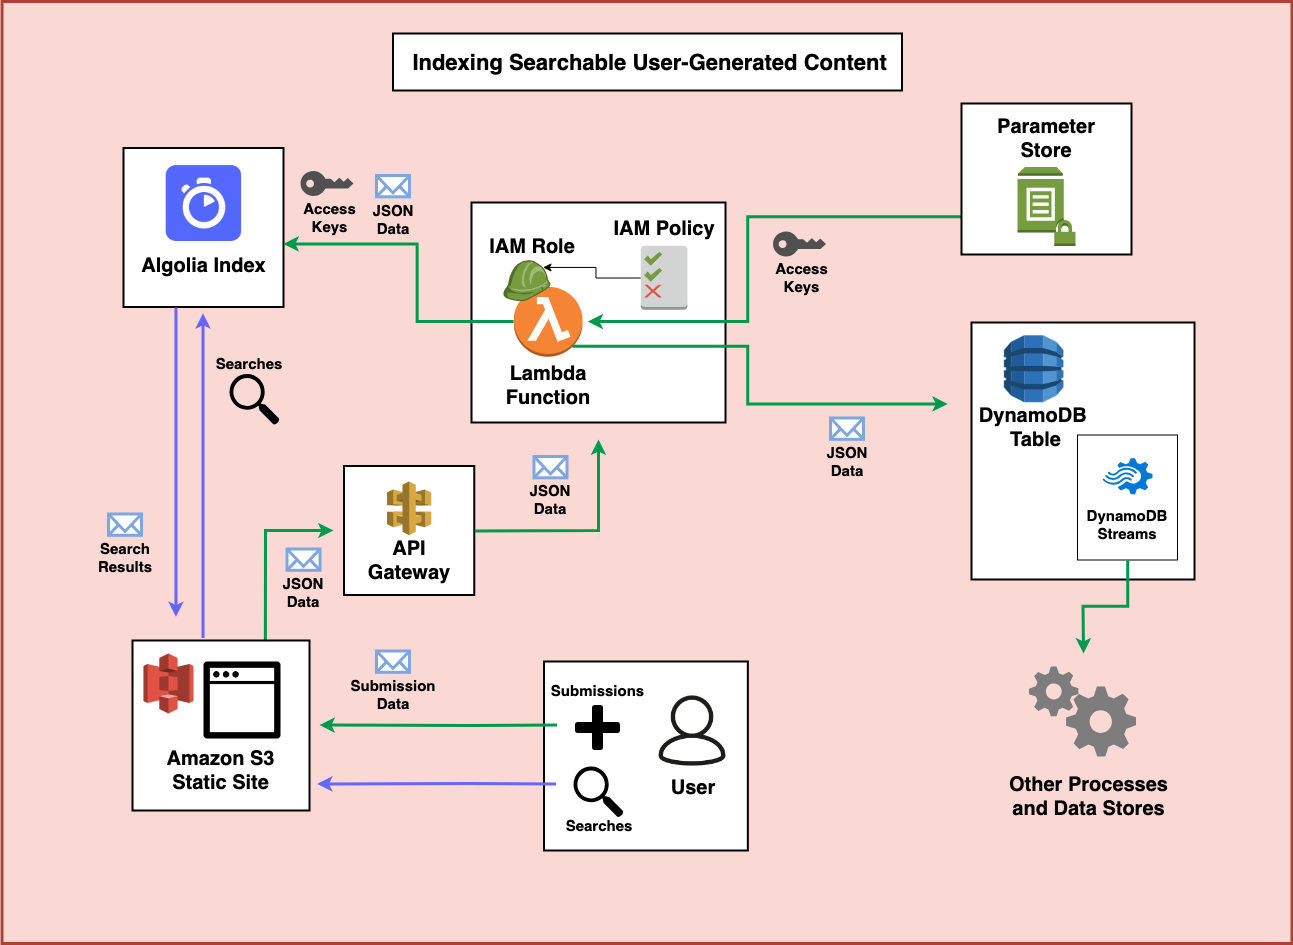 Indexing Searchable User-Generated Content
Parameter
Store
Algolia Index
Access
Keys
JSON
Data
IAM Role
IAM Policy
Lambda
Function
Access
Keys
DynamoDB
Table
DynamoDB
Streams
JSON
Data
Searches
JSON
Data
API
Gateway
Search
Results
JSON
Data
Submission
Data
Submissions
User
Searches
Amazon S3
Static Site
Other Processes
and Data Stores